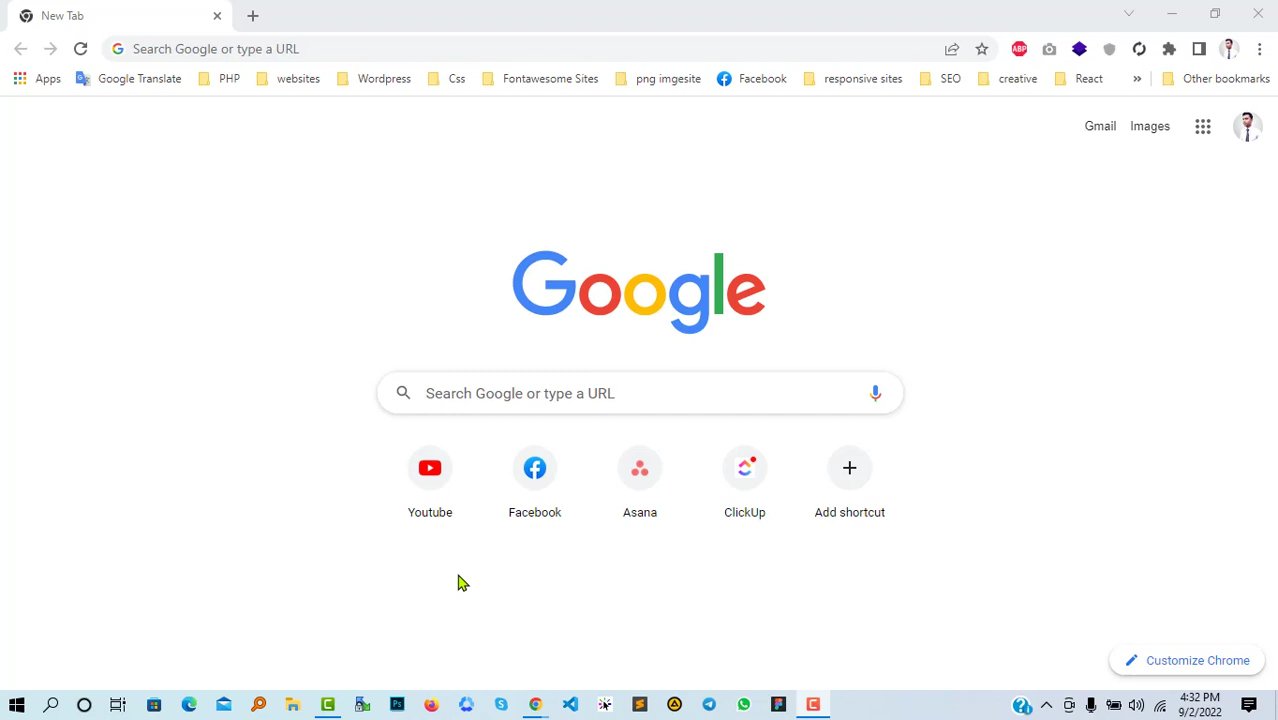 New Tab
Search Google or type a URL
ABP
Apps Google Translate PHP websites Wordpress Css Fontawesome Sites png imgesite Facebook responsive sites SEO creative React » Other bookmarks
Gmail Images
Google
Search Google or type a URL
Youtube Facebook Asana ClickUp Add shortcut
Customize Chrome
Ps
4:32 PM
9/2/2022